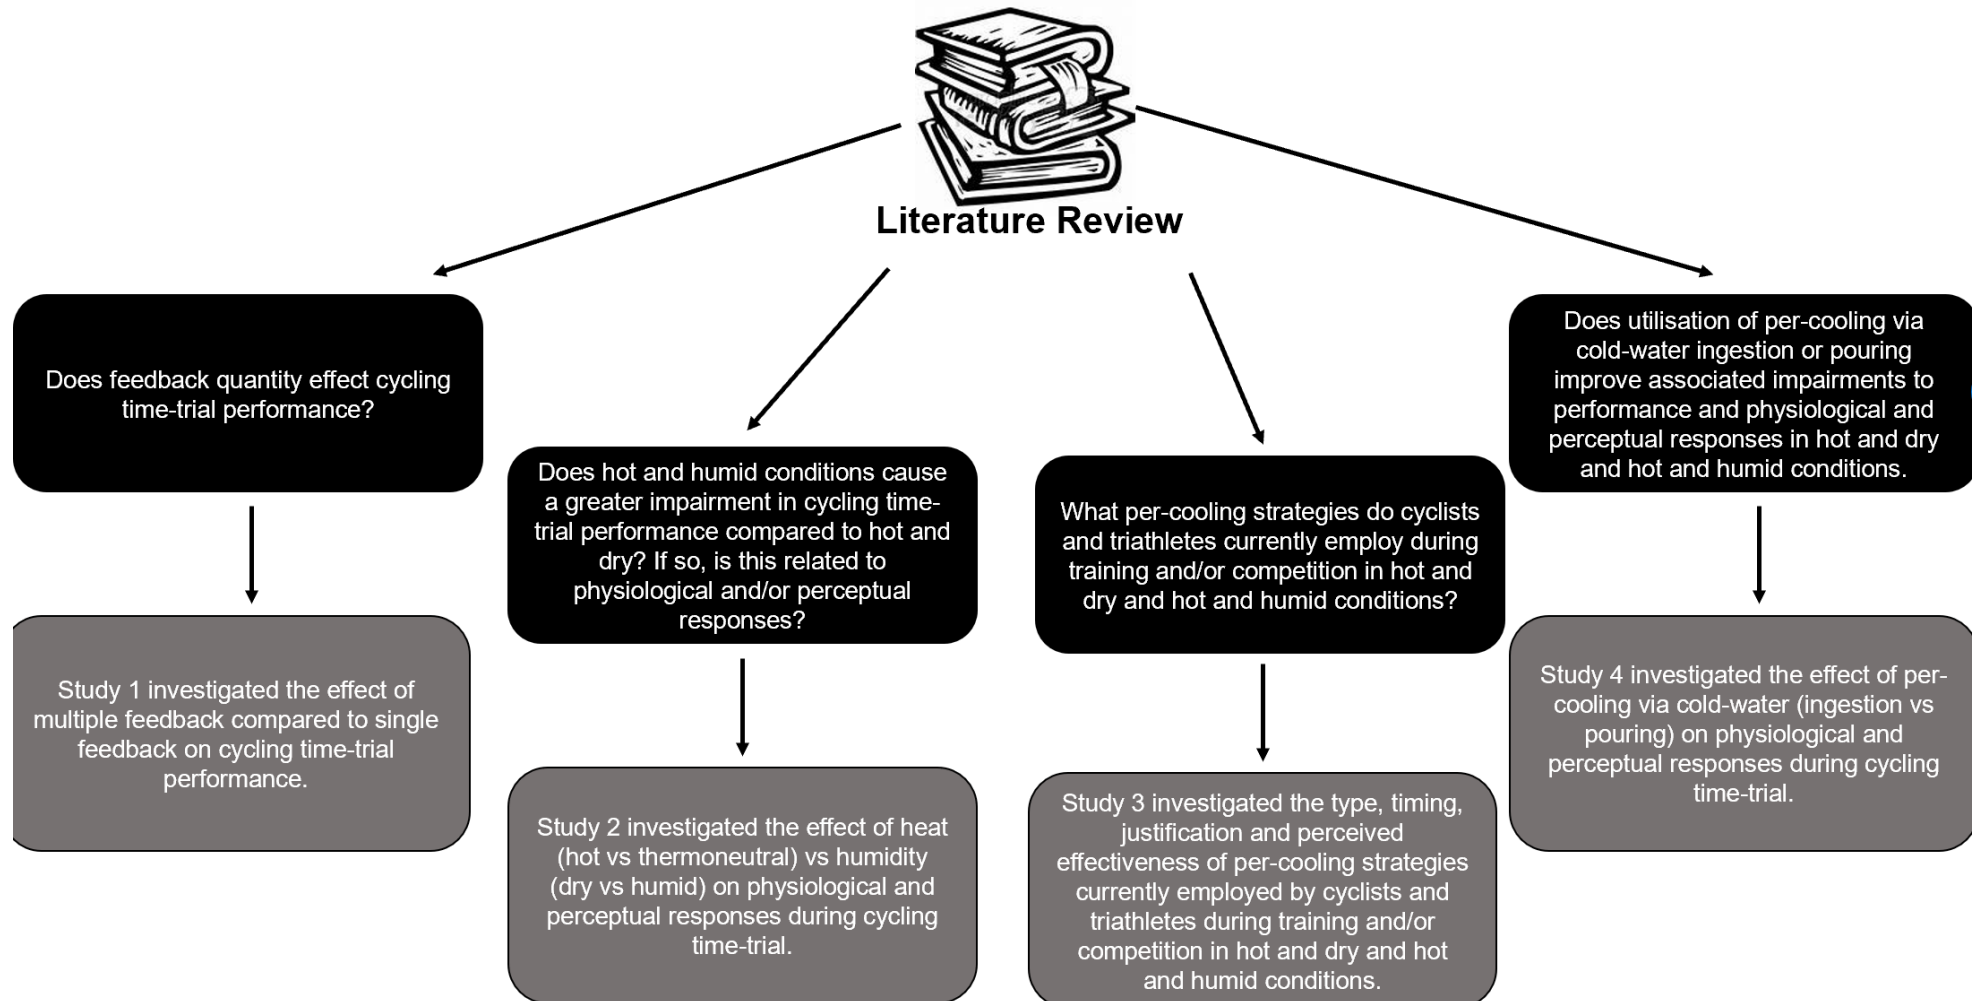 Literature Review
Does feedback quantity effect cycling
time-trial performance?
Study 1 investigated the effect of
multiple feedback compared to single
feedback on cycling time-trial
performance.
Does hot and humid conditions cause
a greater impairment in cycling time-
trial performance compared to hot and
dry? If so, is this related to
physiological and/or perceptual
responses?
Study 2 investigated the effect of heat
(hot vs thermoneutral) vs humidity
(dry vs humid) on physiological and
perceptual responses during cycling
time-trial.
What per-cooling strategies do cyclists
and triathletes currently employ during
training and/or competition in hot and
dry and hot and humid conditions?
Study 3 investigated the type, timing,
justification and perceived
effectiveness of per-cooling strategies
currently employed by cyclists and
triathletes during training and/or
competition in hot and dry and hot
and humid conditions.
Does utilisation of per-cooling via
cold-water ingestion or pouring
improve associated impairments to
performance and physiological and
perceptual responses in hot and dry
and hot and humid conditions.
Study 4 investigated the effect of per-
cooling via cold-water (ingestion vs
pouring) on physiological and
perceptual responses during cycling
time-trial.